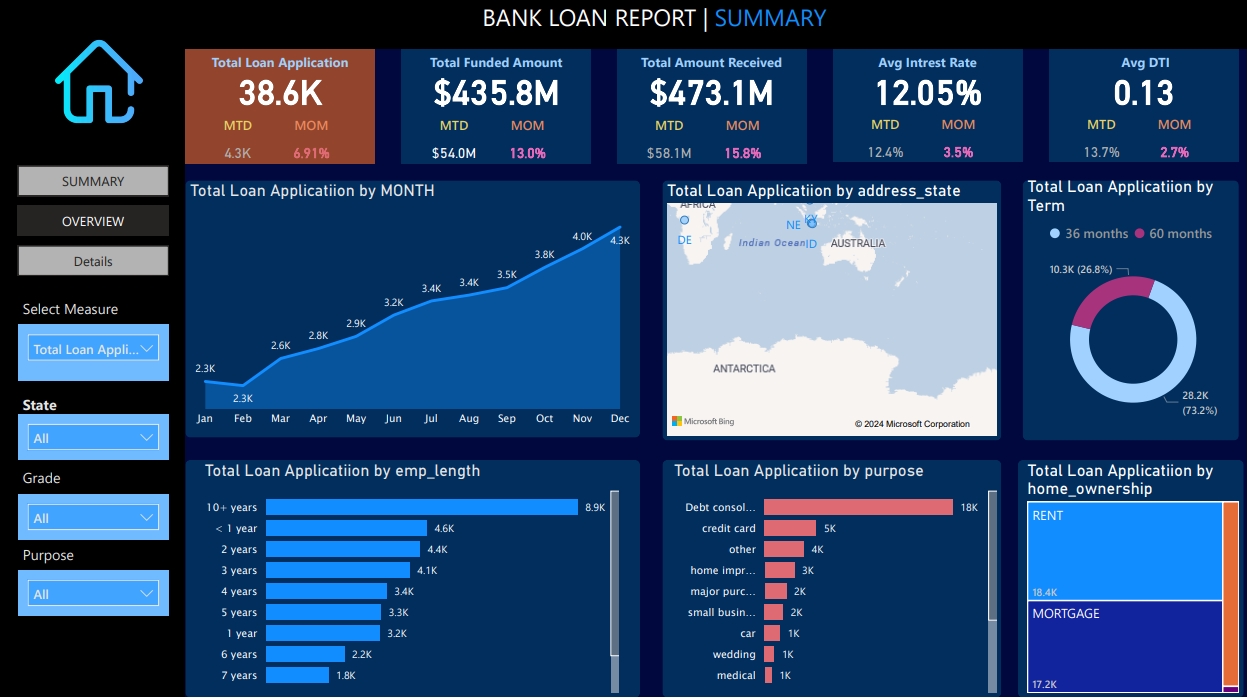 BANK LOAN REPORT | SUMMARY
Total Loan Application
38.6K
MTD MOM
4.3K 6.91%
Total Funded Amount
$435.8M
MTD MOM
$54.0M 13.0%
Total Amount Received
$473.1M
MTD MOM
$58.1M 15.8%
Avg Intrest Rate
12.05%
MTD MOM
12.4% 3.5%
Avg DTI
0.13
MTD MOM
13.7% 2.7%
SUMMARY
OVERVIEW
Details
Select Measure
Total Loan Appli...
State
All
Grade
All
Purpose
All
Total Loan Applicatiion by MONTH
2.3K
2.3K
2.6K
2.8K
2.9K
3.2K
3.4K
3.4K
3.5K
3.8K
4.0K
4.3K
Jan Feb Mar Apr May Jun Jul Aug Sep Oct Nov Dec
Total Loan Applicatiion by address_state
AFRICA
DE
NE
KY
Indian Ocean
ID
AUSTRALIA
ANTARCTICA
Microsoft Bing
© 2024 Microsoft Corporation
Total Loan Applicatiion by
Term
36 months 60 months
10.3K (26.8%)
28.2K
(73.2%)
Total Loan Applicatiion by emp_length
10+ years 8.9K
< 1 year 4.6K
2 years 4.4K
3 years 4.1K
4 years 3.4K
5 years 3.3K
1 year 3.2K
6 years 2.2K
7 years 1.8K
Total Loan Applicatiion by purpose
Debt consol... 18K
credit card 5K
other 4K
home impr... 3K
major purc... 2K
small busin... 2K
car 1K
wedding 1K
medical 1K
Total Loan Applicatiion by
home_ownership
RENT
18.4K
MORTGAGE
17.2K